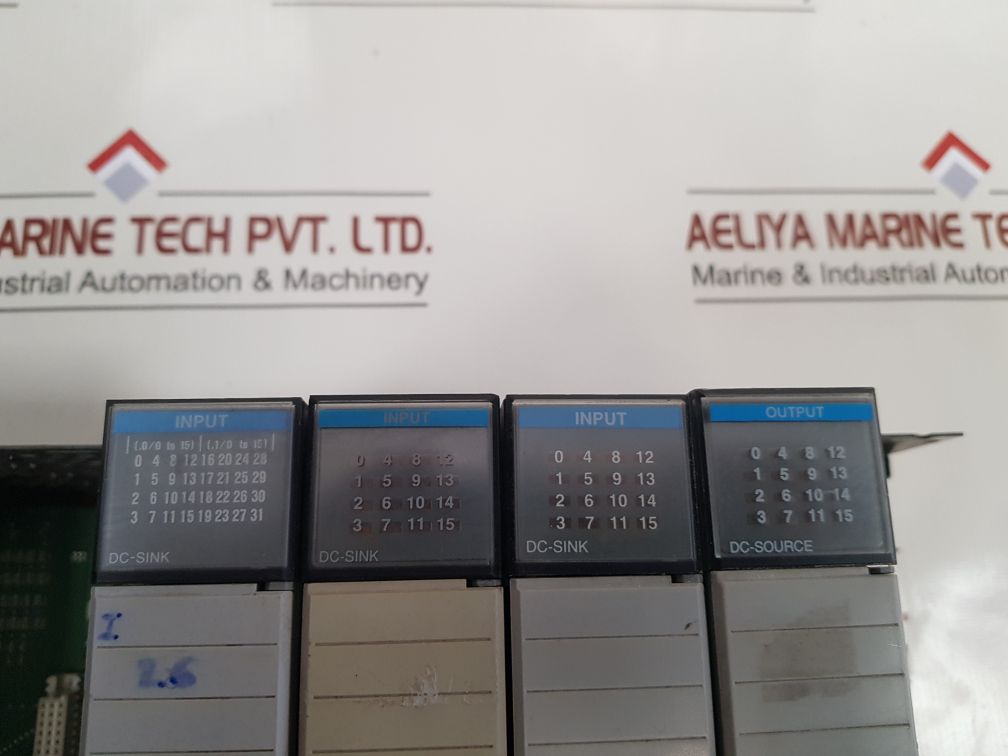 ARINE TECH PVT. LTD.
strial Automation & Machinery
AELIYA MARINE TE
Marine & Industrial Autom
INPUT
(.0/0 to 15) (.1/0 to 15)
0 4 8 12 16 20 24 28
1 5 9 13 17 21 25 29
2 6 10 14 18 22 26 30
3 7 11 15 19 23 27 31
DC-SINK
INPUT
0 4 8 12
1 5 9 13
2 6 10 14
3 7 11 15
DC-SINK
INPUT
0 4 8 12
1 5 9 13
2 6 10 14
3 7 11 15
DC-SINK
OUTPUT
0 4 8 12
1 5 9 13
2 6 10 14
3 7 11 15
DC-SOURCE
I
2.6